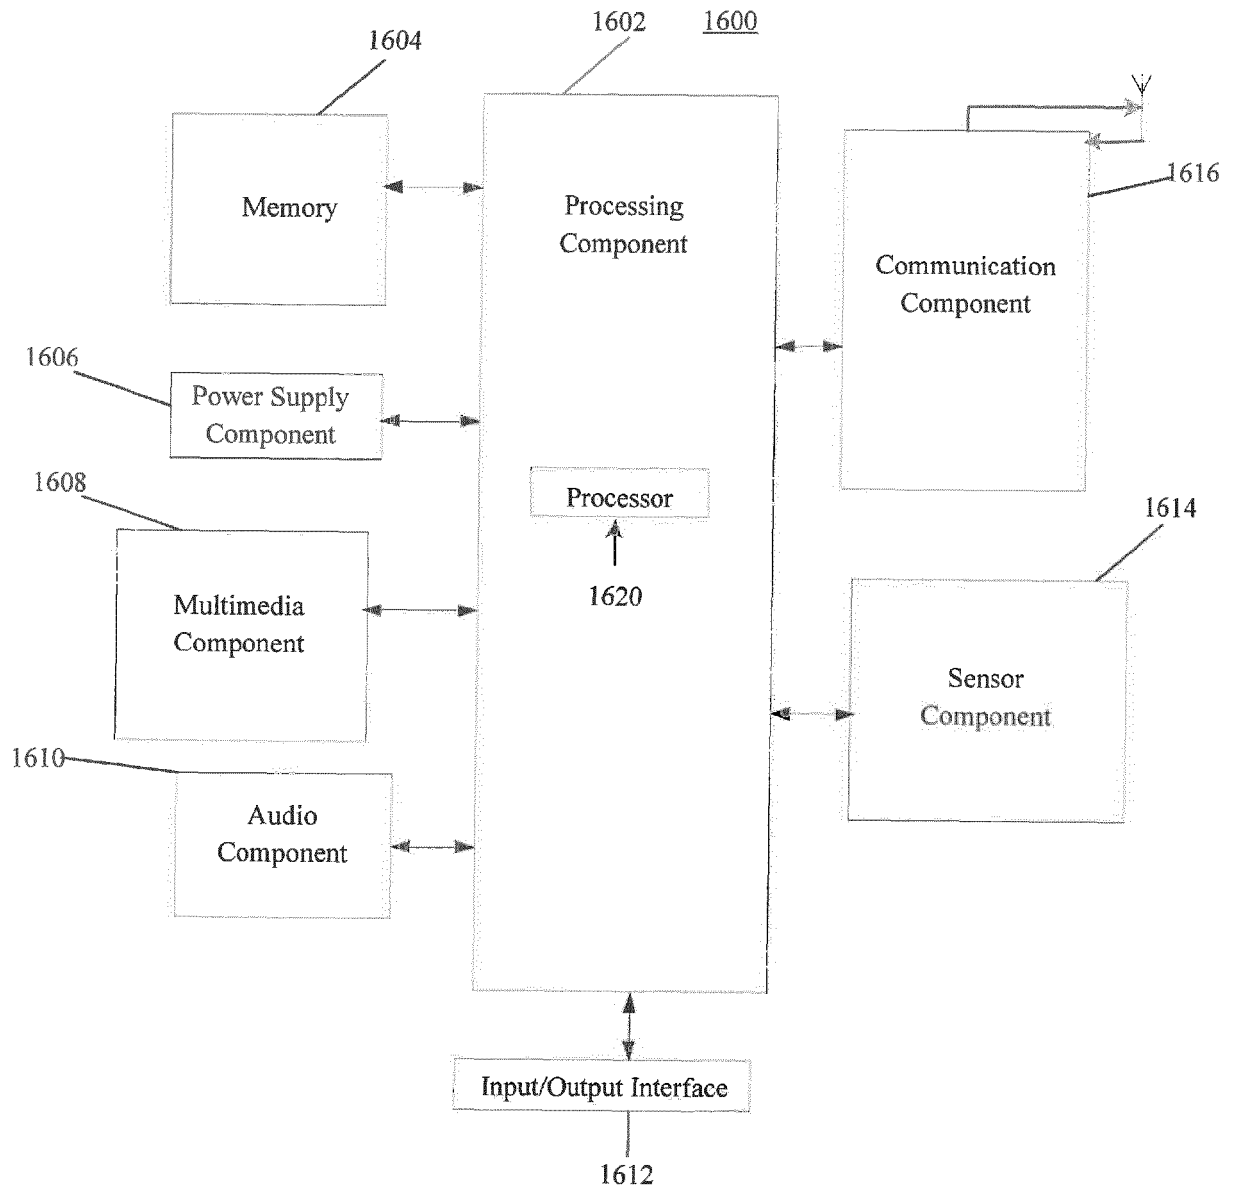 1602
1600
1604
Memory
Processing
Component
1616
Communication
Component
1606
Power Supply
Component
1608
Processor
1620
1614
Multimedia
Component
Sensor
Component
1610
Audio
Component
Input/Output Interface
1612